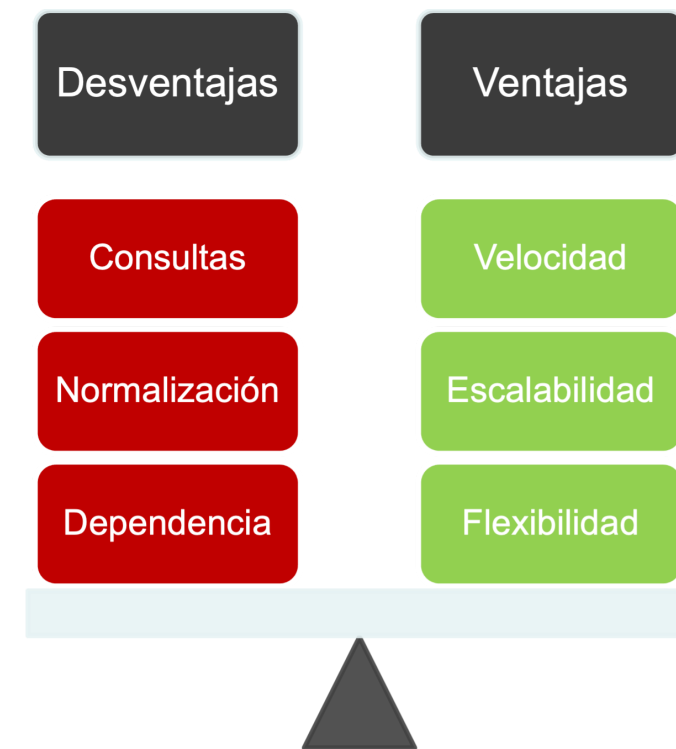 Desventajas
Ventajas
Consultas
Velocidad
Normalización
Escalabilidad
Dependencia
Flexibilidad